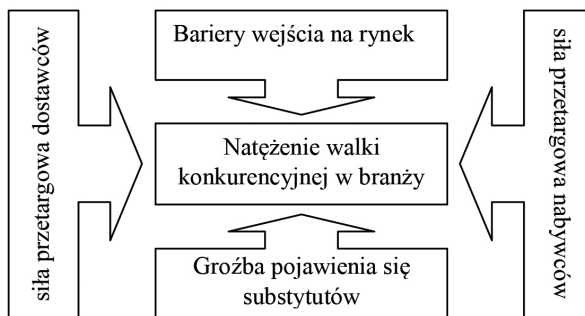 siła przetargowa dostawców
Bariery wejścia na rynek
Natężenie walki
konkurencyjnej w branży
Groźba pojawienia się
substytutów
siła przetargowa nabywców